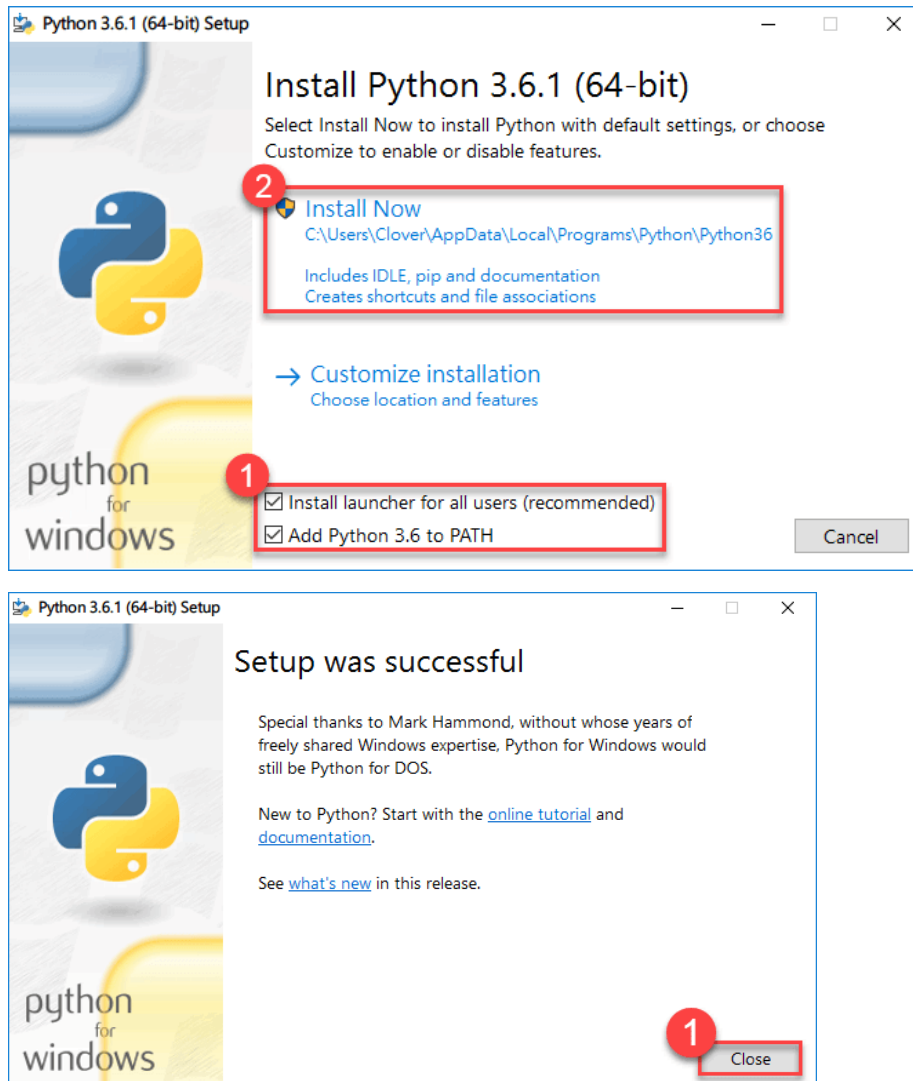 Python 3.6.1 (64-bit) Setup
Install Python 3.6.1 (64-bit)
Select Install Now to install Python with default settings, or choose
Customize to enable or disable features.
2
Install Now
C:\Users\Clover\AppData\Local\Programs\Python\Python36
Includes IDLE, pip and documentation
Creates shortcuts and file associations
Customize installation
Choose location and features
python
for
windows
1
Install launcher for all users (recommended)
Add Python 3.6 to PATH
Cancel
Python 3.6.1 (64-bit) Setup
Setup was successful
Special thanks to Mark Hammond, without whose years of
freely shared Windows expertise, Python for Windows would
still be Python for DOS.
New to Python? Start with the online tutorial and
documentation.
See what's new in this release.
python
for
windows
1
Close